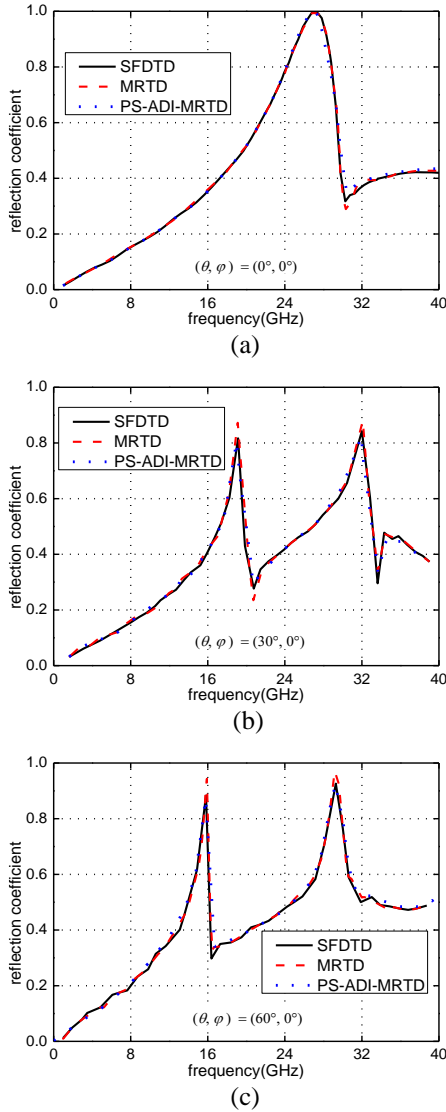 1.0
0.8
0.6
0.4
0.2
0.0
reflection coefficient
SFDTD
MRTD
PS-ADI-MRTD
(θ, φ) = (0°, 0°)
0 8 16 24 32 40
frequency(GHz)
(a)
1.0
0.8
0.6
0.4
0.2
0.0
reflection coefficient
SFDTD
MRTD
PS-ADI-MRTD
(θ, φ) = (30°, 0°)
0 8 16 24 32 40
frequency(GHz)
(b)
1.0
0.8
0.6
0.4
0.2
0.0
reflection coefficient
SFDTD
MRTD
PS-ADI-MRTD
(θ, φ) = (60°, 0°)
0 8 16 24 32 40
frequency(GHz)
(c)